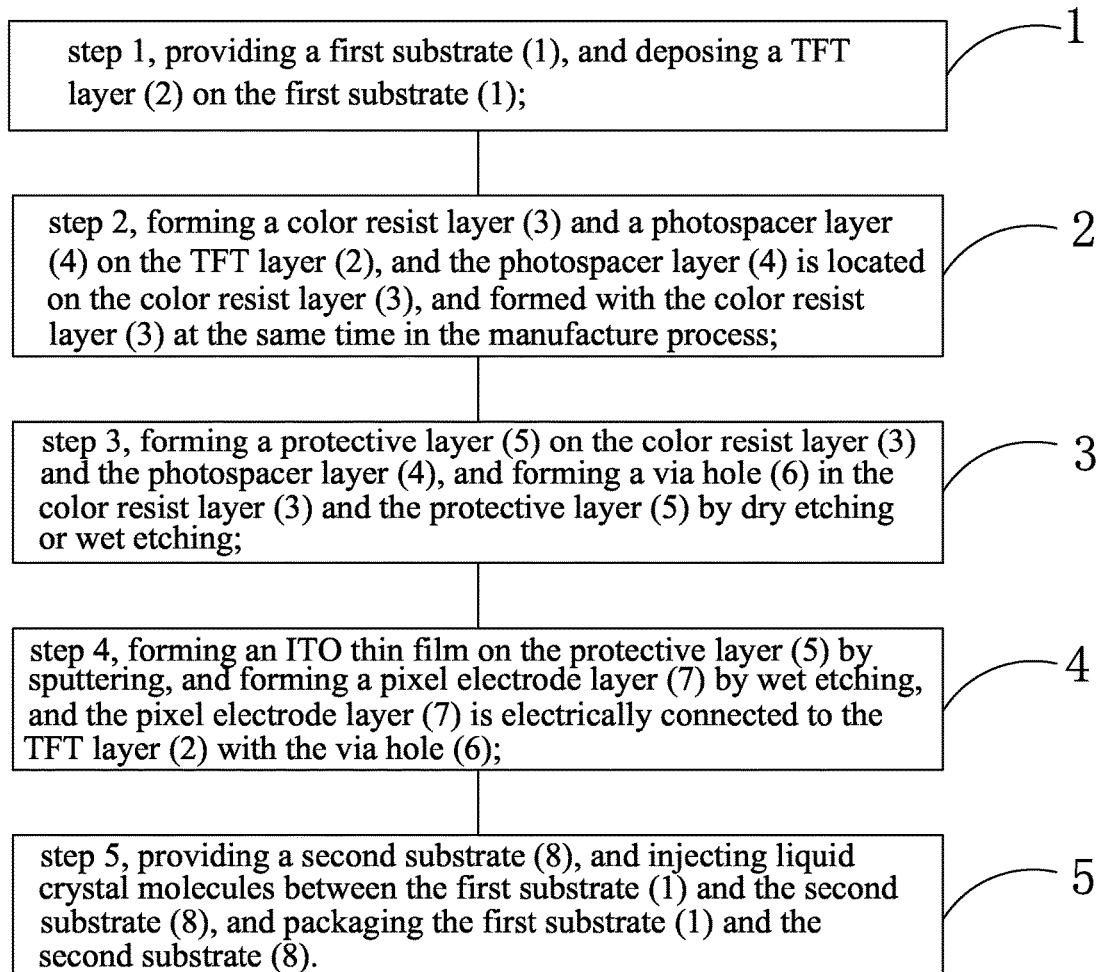 step 1, providing a first substrate (1), and deposing a TFT
layer (2) on the first substrate (1);
1
step 2, forming a color resist layer (3) and a photospacer layer
(4) on the TFT layer (2), and the photospacer layer (4) is located
on the color resist layer (3), and formed with the color resist
layer (3) at the same time in the manufacture process;
2
step 3, forming a protective layer (5) on the color resist layer (3)
and the photospacer layer (4), and forming a via hole (6) in the
color resist layer (3) and the protective layer (5) by dry etching
or wet etching;
3
step 4, forming an ITO thin film on the protective layer (5) by
sputtering, and forming a pixel electrode layer (7) by wet etching,
and the pixel electrode layer (7) is electrically connected to the
TFT layer (2) with the via hole (6);
4
step 5, providing a second substrate (8), and injecting liquid
crystal molecules between the first substrate (1) and the second
substrate (8), and packaging the first substrate (1) and the
second substrate (8).
5